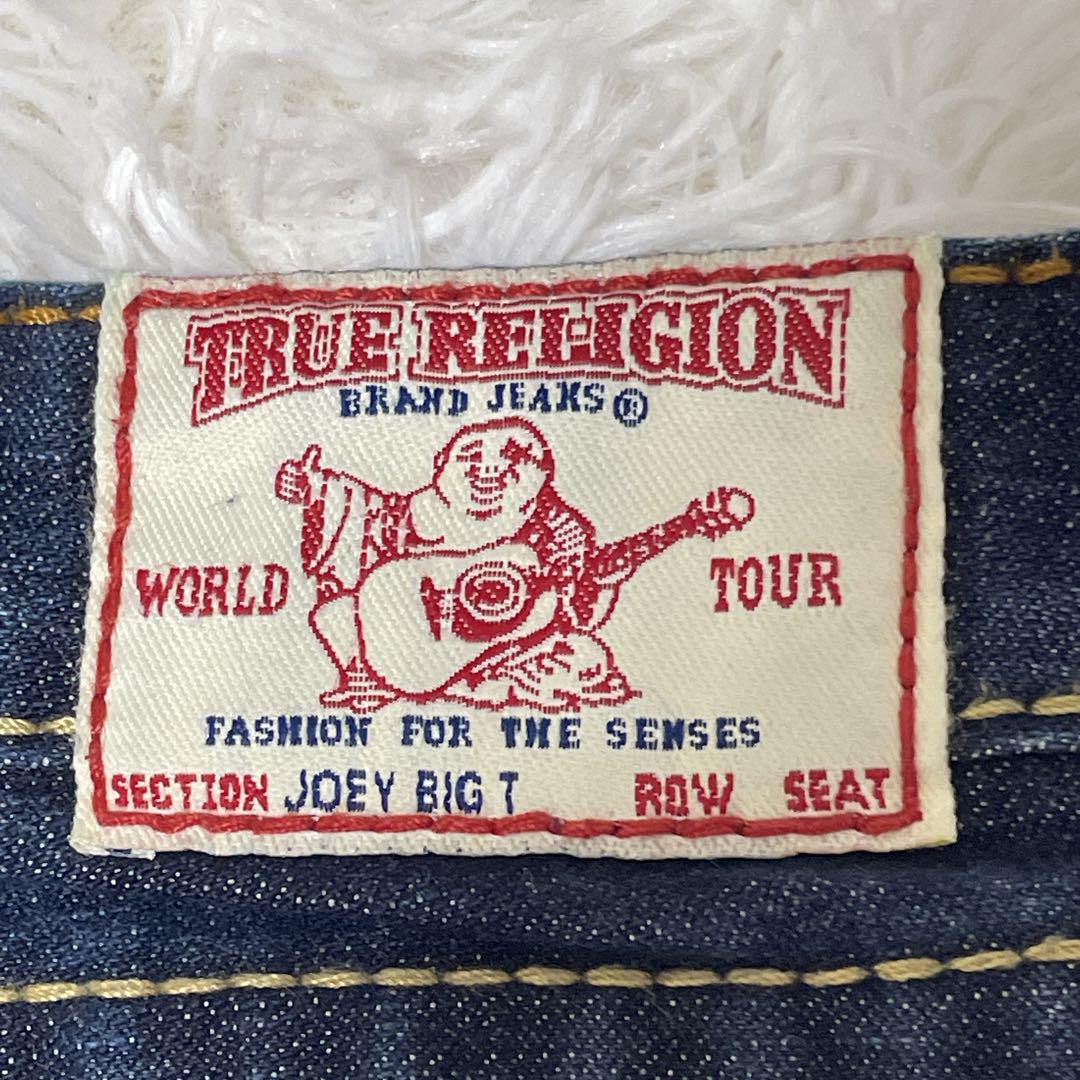 TRUE RELIGION
BRAND JEANS®
WORLD TOUR
FASHION FOR THE SENSES
SECTION JOEY BIG T ROW SEAT